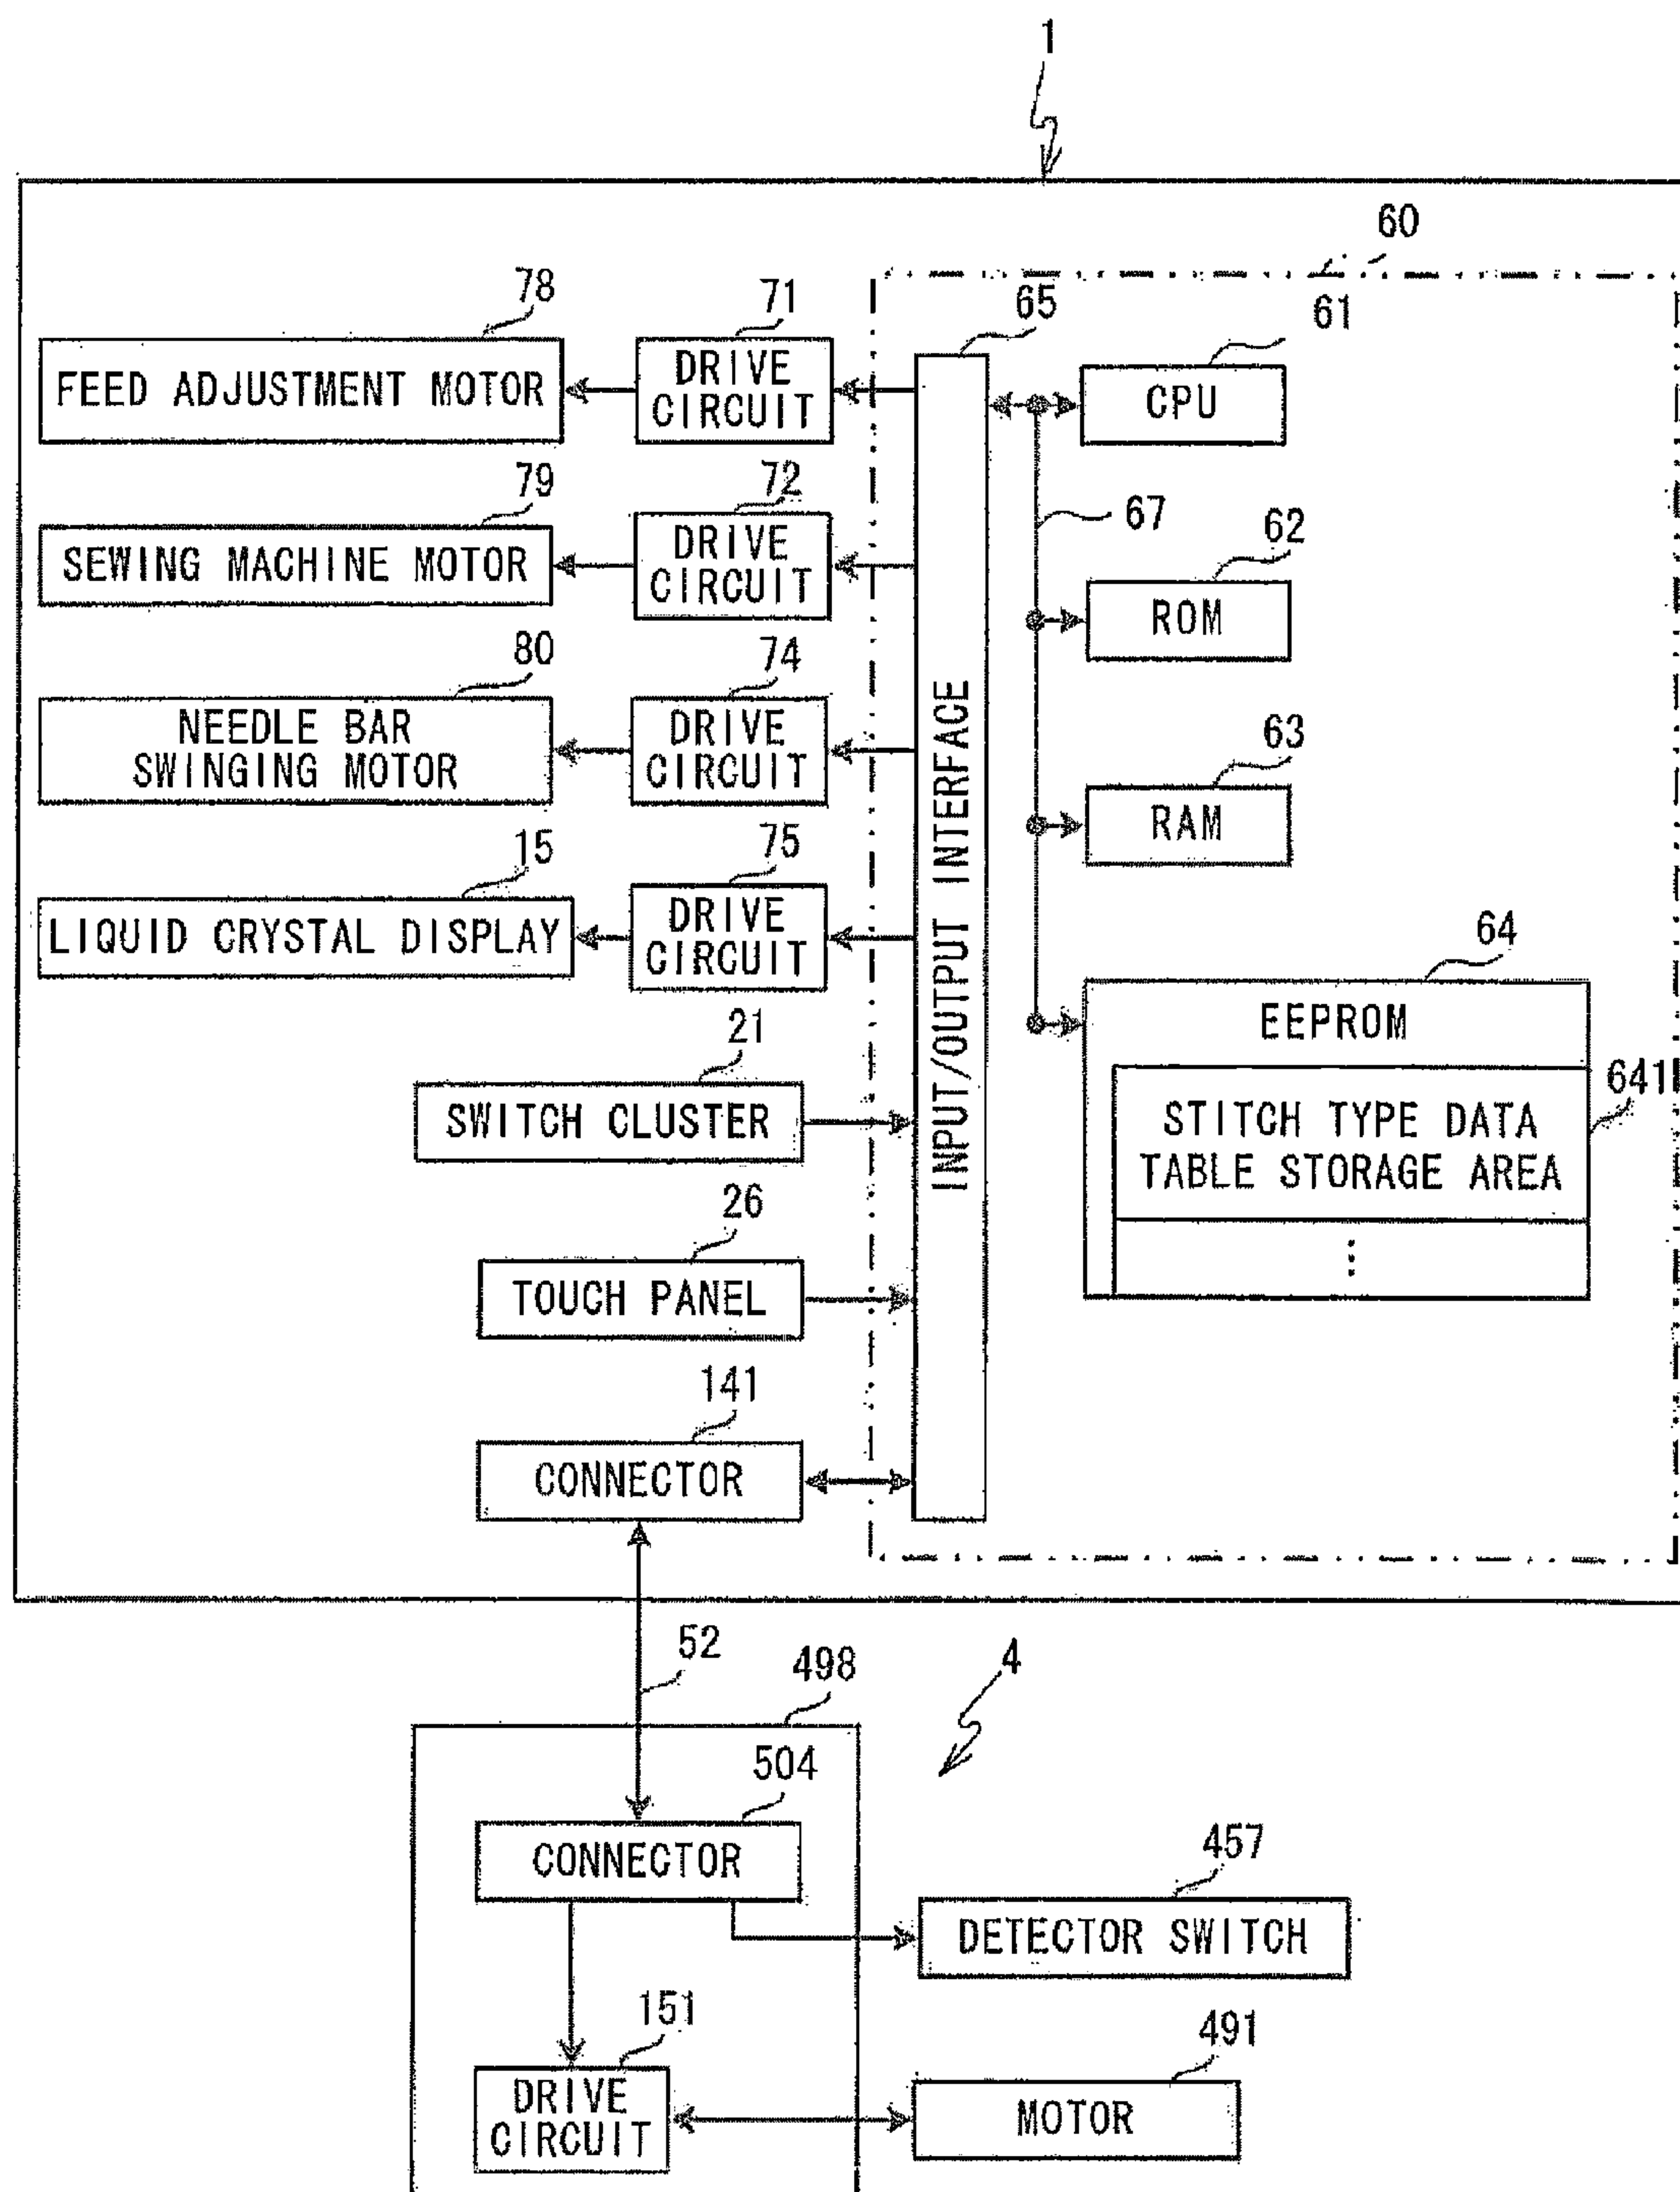 1
60
78
FEED ADJUSTMENT MOTOR
71
DRIVE
CIRCUIT
65
INPUT/OUTPUT INTERFACE
61
CPU
79
SEWING MACHINE MOTOR
72
DRIVE
CIRCUIT
67
62
ROM
80
NEEDLE BAR
SWINGING MOTOR
74
DRIVE
CIRCUIT
63
RAM
15
LIQUID CRYSTAL DISPLAY
75
DRIVE
CIRCUIT
64
EEPROM
641
STITCH TYPE DATA
TABLE STORAGE AREA
⋮
21
SWITCH CLUSTER
26
TOUCH PANEL
141
CONNECTOR
52
498
4
504
CONNECTOR
457
DETECTOR SWITCH
151
DRIVE
CIRCUIT
491
MOTOR